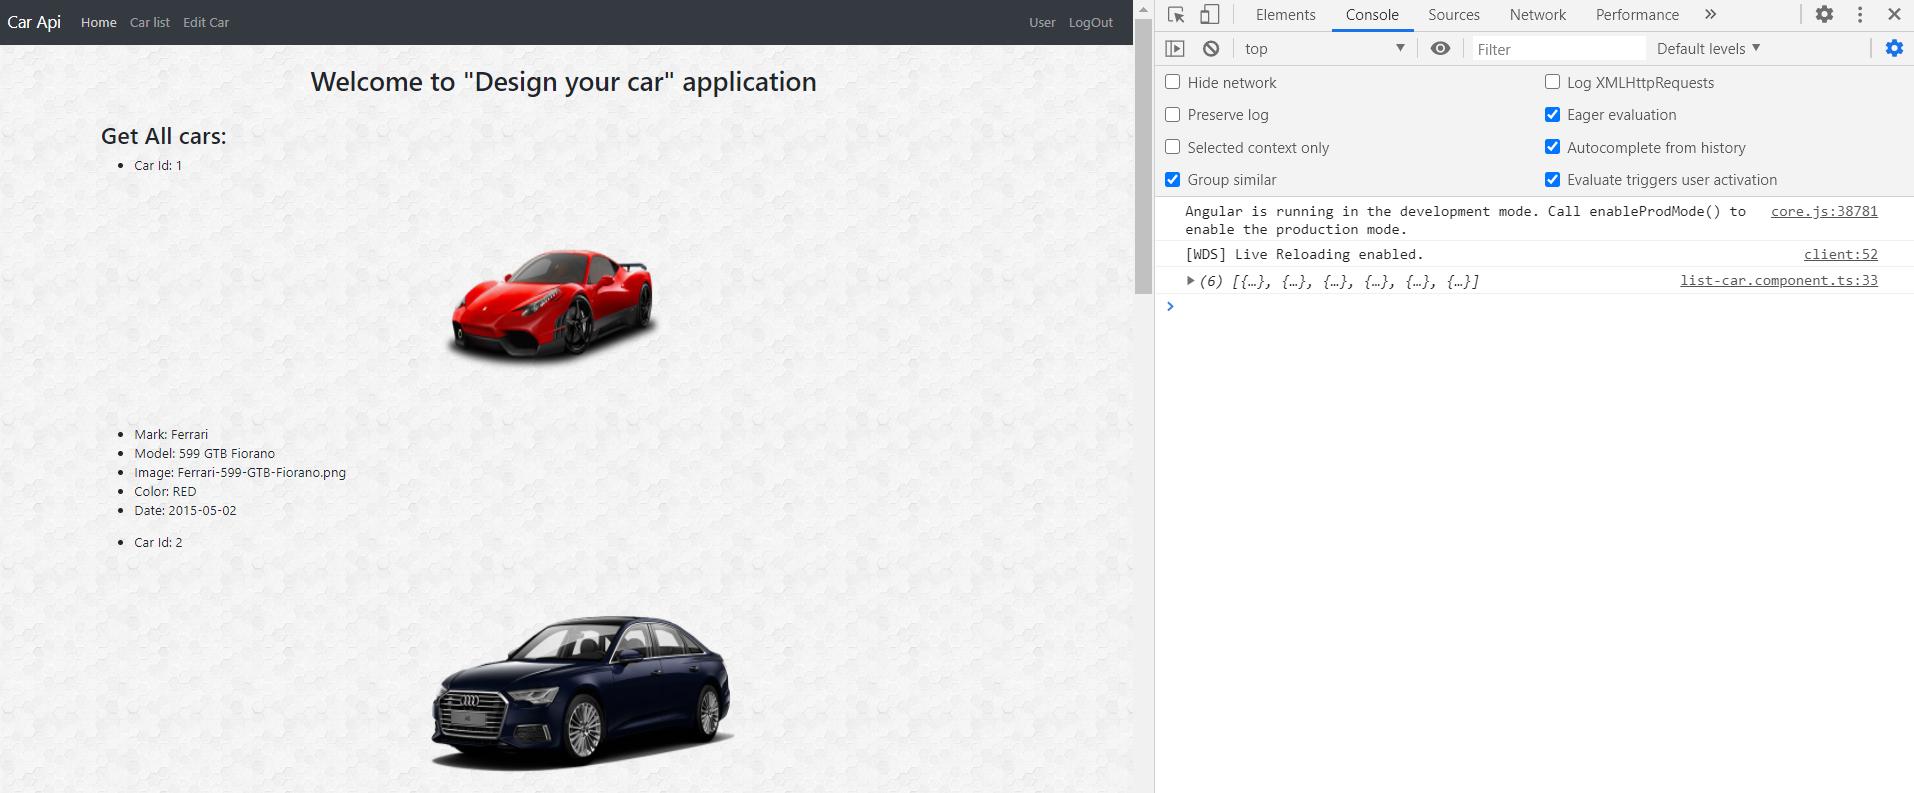 Car Api Home Car list Edit Car User LogOut
Welcome to "Design your car" application
Get All cars:
Car Id: 1
Mark: Ferrari
Model: 599 GTB Fiorano
Image: Ferrari-599-GTB-Fiorano.png
Color: RED
Date: 2015-05-02
Car Id: 2
Elements Console Sources Network Performance
top Filter Default levels
Hide network Log XMLHttpRequests
Preserve log Eager evaluation
Selected context only Autocomplete from history
Group similar Evaluate triggers user activation
Angular is running in the development mode. Call enableProdMode() to core.js:38781
enable the production mode.
[WDS] Live Reloading enabled. client:52
(6) [{…}, {…}, {…}, {…}, {…}, {…}] list-car.component.ts:33